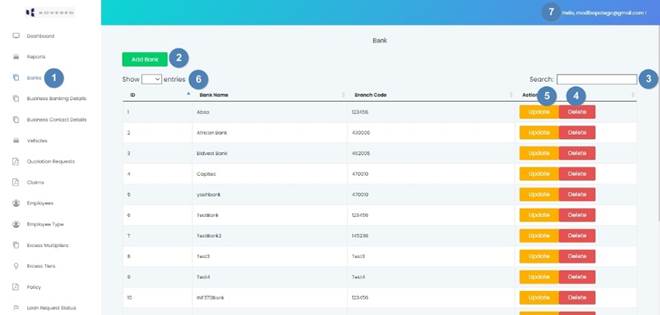 7 Hello, modibapotego@gmail.com !
Dashboard
Reports
Banks 1
Business Banking Details
Business Contact Details
Vehicles
Quotation Requests
Claims
Employees
Employee Type
Excess Multipliers
Excess Tiers
Policy
Loan Request Status
Bank
Add Bank 2
Show entries 6 Search: 3
ID Bank Name Branch Code Action 5 4
1 Absa 123456 Update Delete
2 African Bank 430005 Update Delete
3 Bidvest Bank 462005 Update Delete
4 Capitec 470010 Update Delete
5 yashbank 470010 Update Delete
6 TestBank 123456 Update Delete
7 TestBank2 145236 Update Delete
8 Test3 Test3 Update Delete
9 Test4 Test4 Update Delete
10 INF370Bank 123456 Update Delete